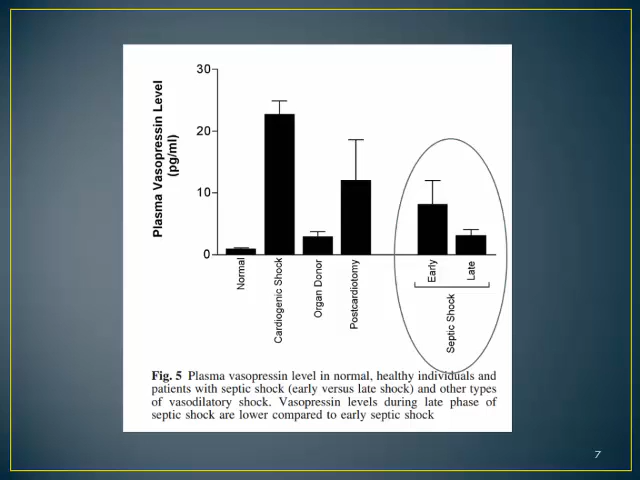 30
20
10
0
Plasma Vasopressin Level
(pg/ml)
Normal
Cardiogenic Shock
Organ Donor
Postcardiotomy
Early
Late
Septic Shock
Fig. 5 Plasma vasopressin level in normal, healthy individuals and
patients with septic shock (early versus late shock) and other types
of vasodilatory shock. Vasopressin levels during late phase of
septic shock are lower compared to early septic shock
7